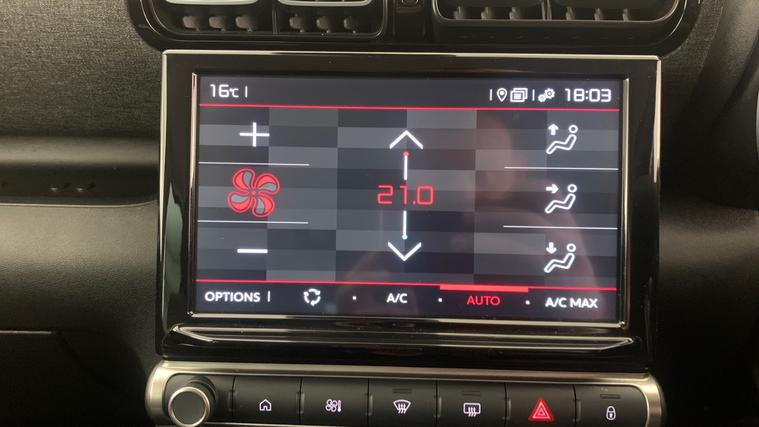 16°C 18:03
+
21.0
−
OPTIONS A/C AUTO A/C MAX